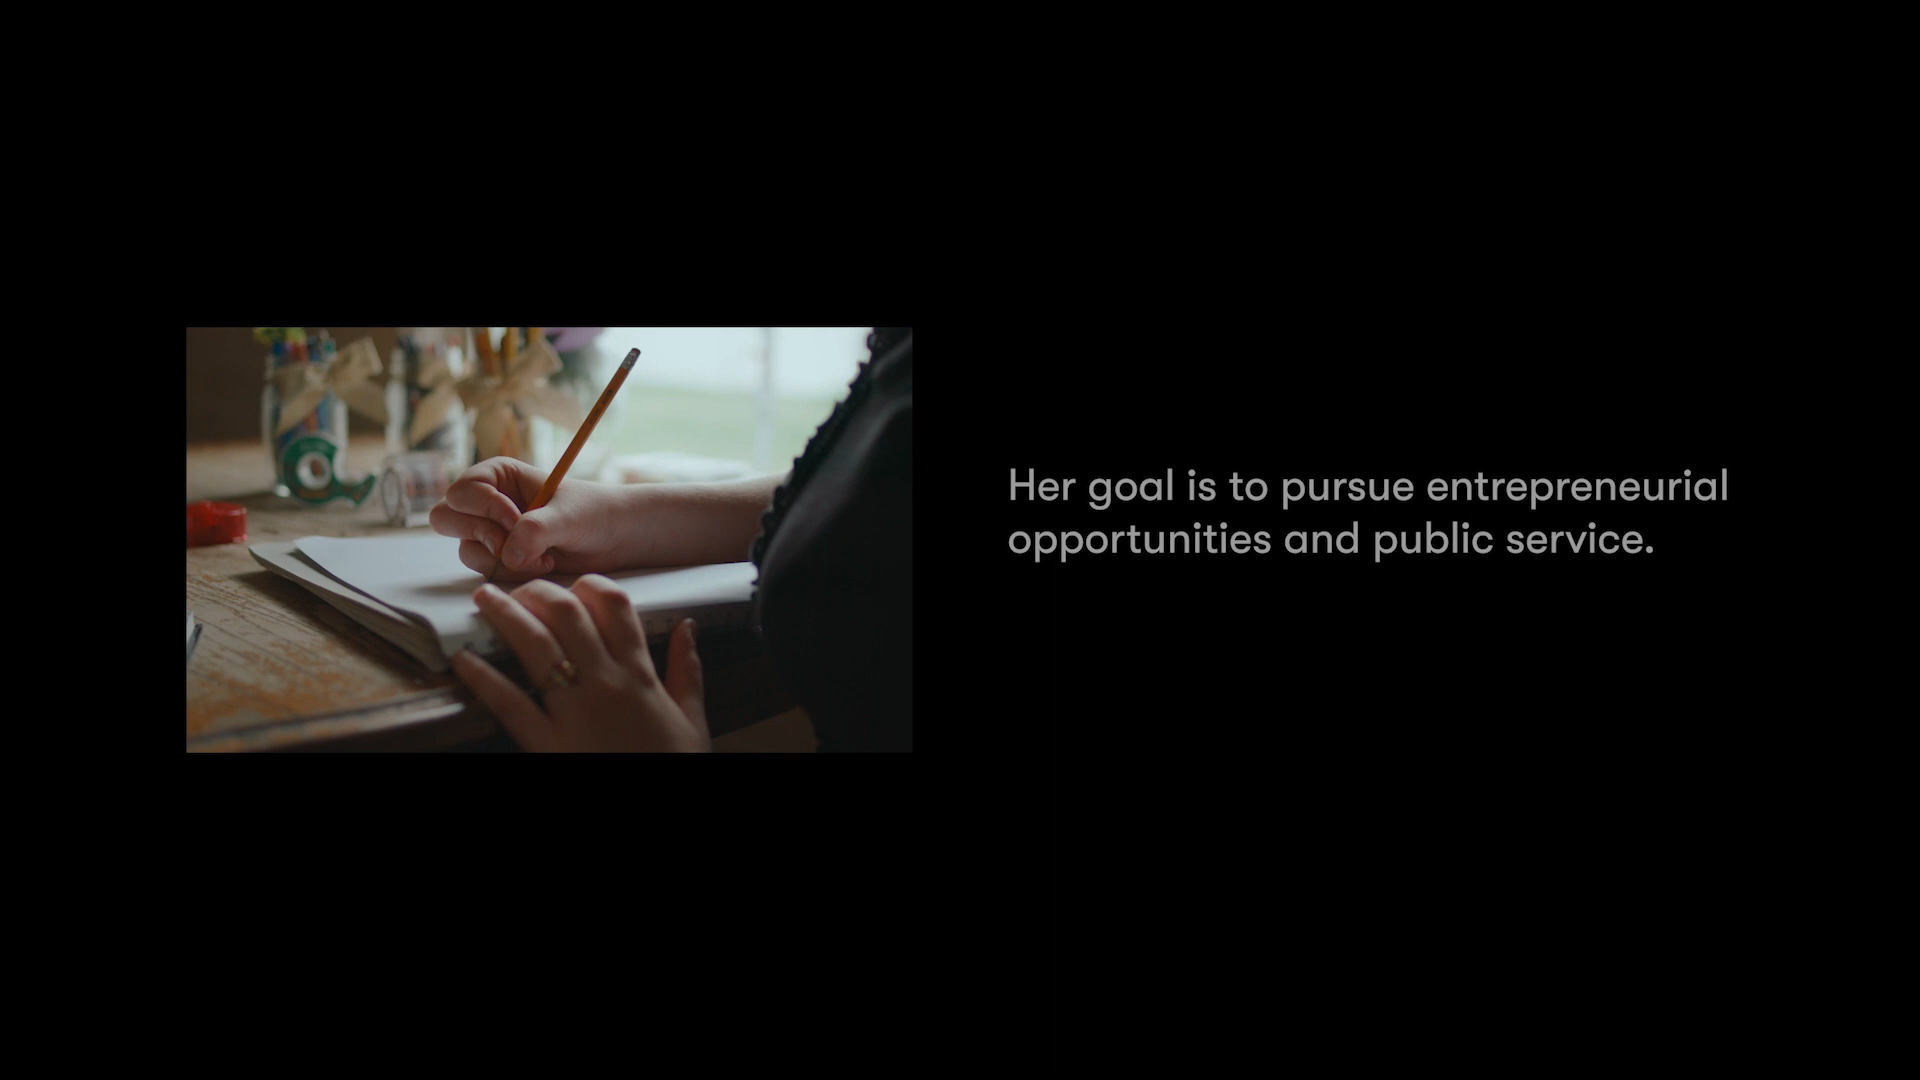 Her goal is to pursue entrepreneurial
opportunities and public service.